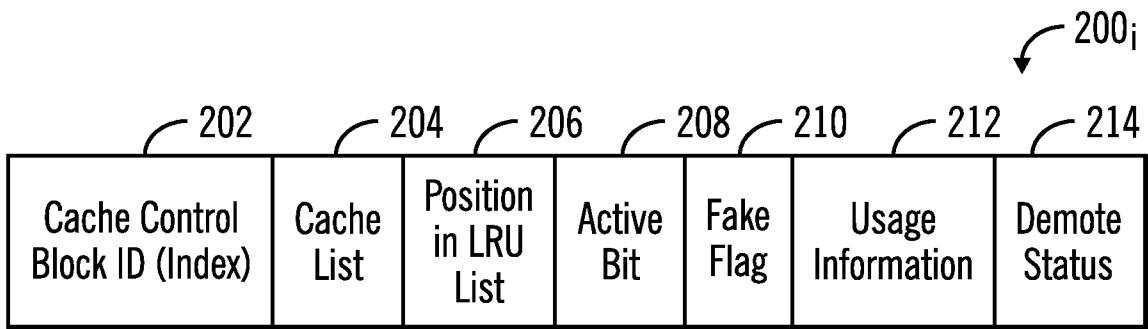 200i
202 204 206 208 210 212 214
Cache Control
Block ID (Index)
Cache
List
Position
in LRU
List
Active
Bit
Fake
Flag
Usage
Information
Demote
Status